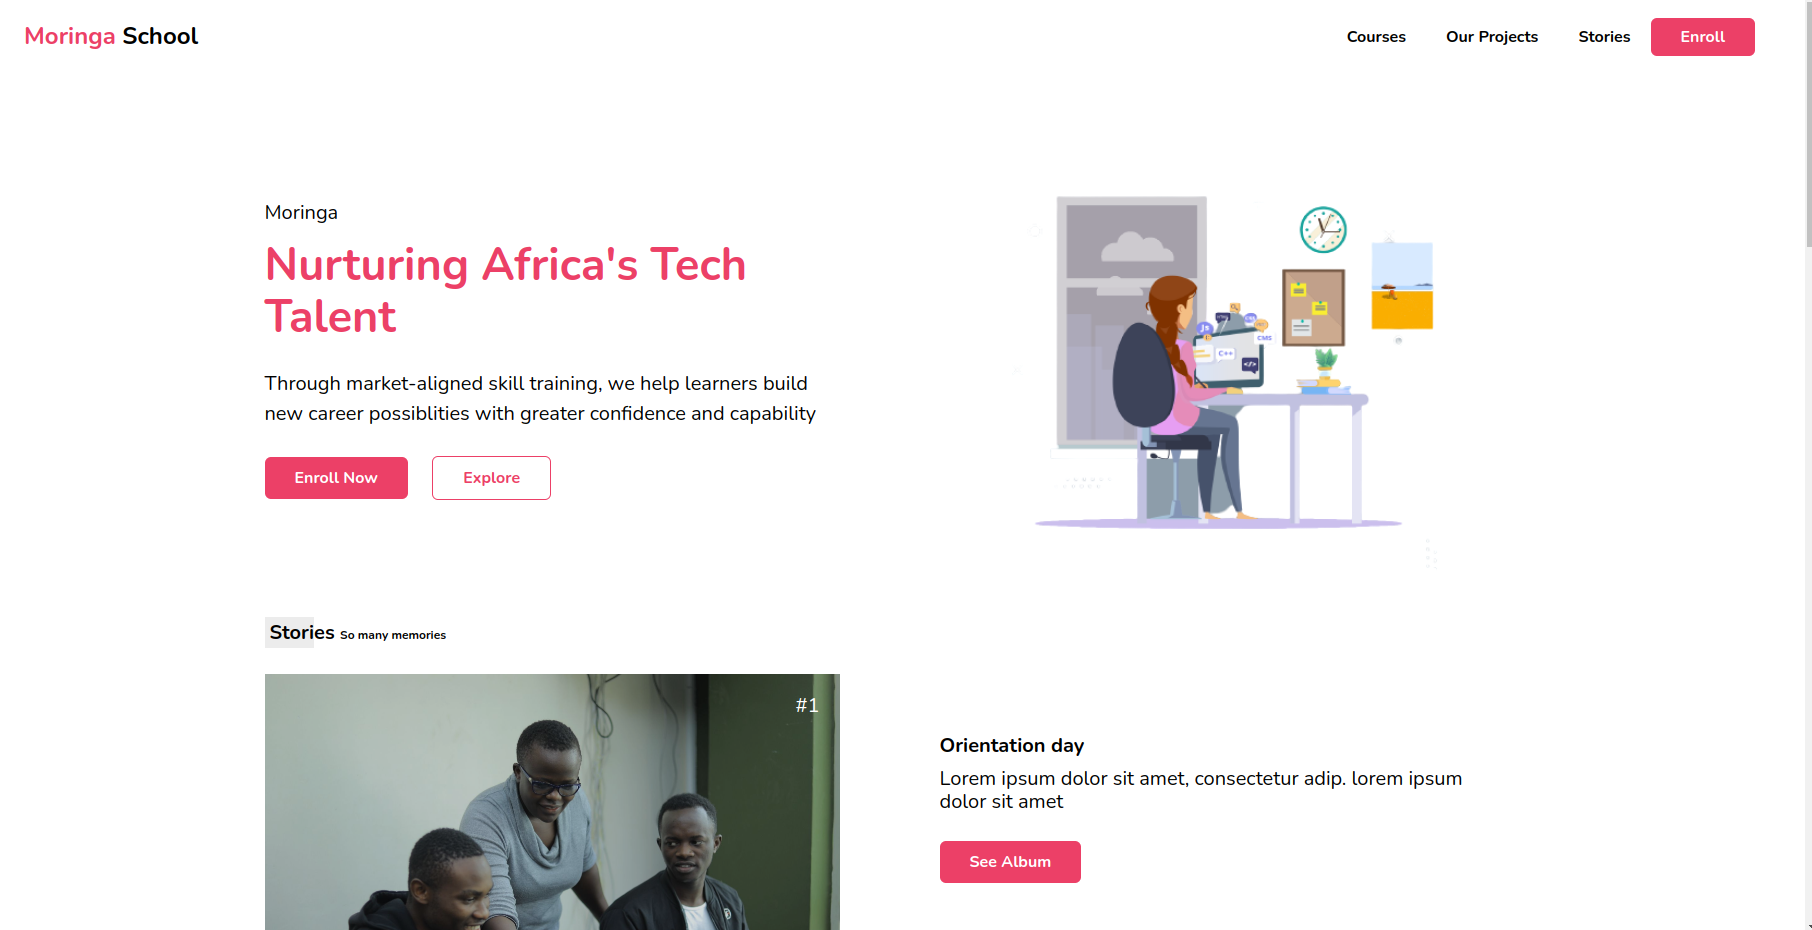 Moringa School
Courses
Our Projects
Stories
Enroll
Moringa
Nurturing Africa's Tech
Talent
Through market-aligned skill training, we help learners build
new career possiblities with greater confidence and capability
Enroll Now
Explore
Js
C++
CMS
</>
Stories So many memories
#1
Orientation day
Lorem ipsum dolor sit amet, consectetur adip. lorem ipsum
dolor sit amet
See Album